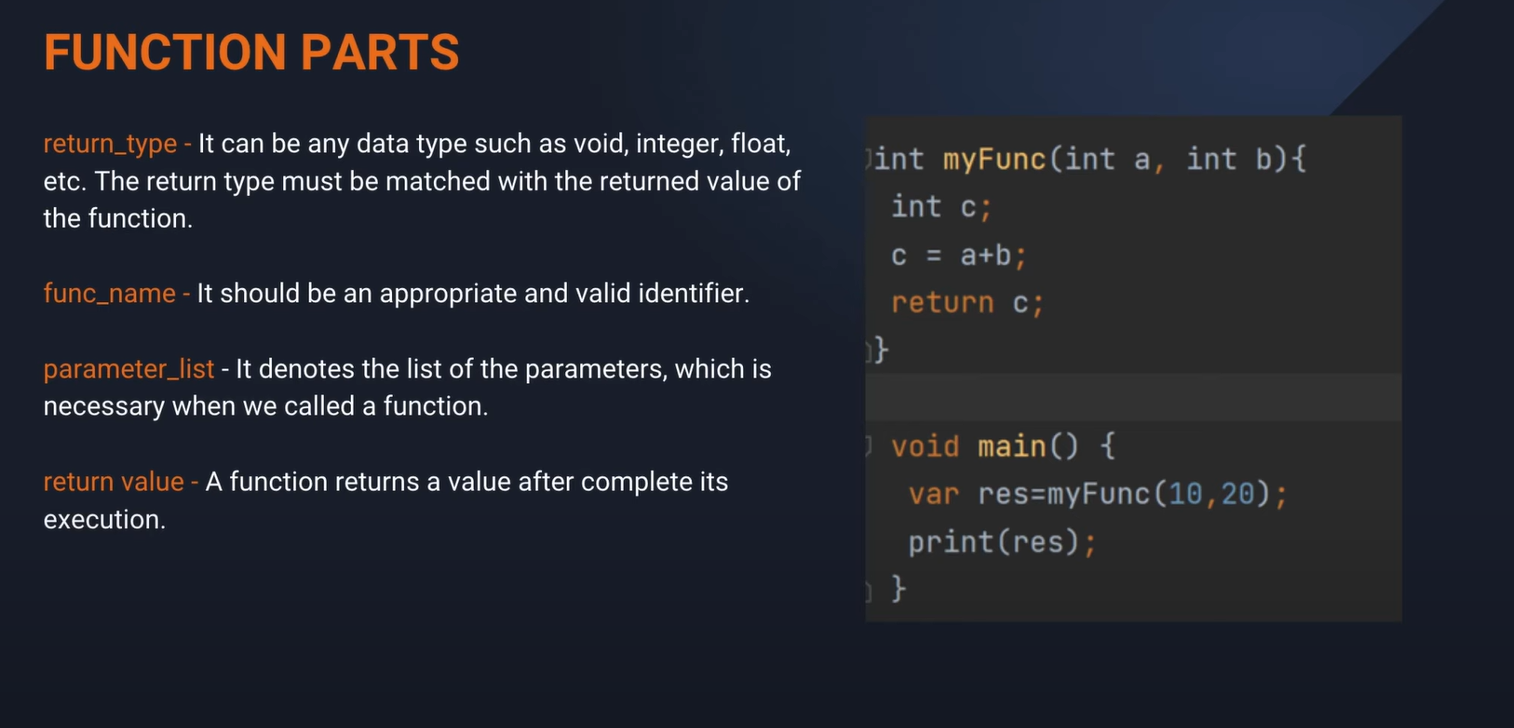 FUNCTION PARTS
return_type - It can be any data type such as void, integer, float,
etc. The return type must be matched with the returned value of
the function.
func_name - It should be an appropriate and valid identifier.
parameter_list - It denotes the list of the parameters, which is
necessary when we called a function.
return value - A function returns a value after complete its
execution.
int myFunc(int a, int b){
int c;
c = a+b;
return c;
}
void main() {
var res=myFunc(10,20);
print(res);
}